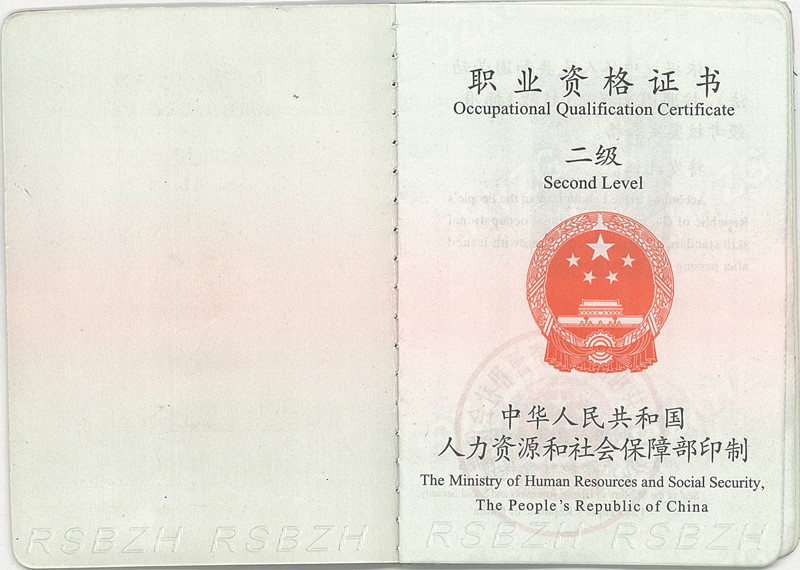 职业资格证书
Occupational Qualification Certificate
二级
Second Level
中华人民共和国
人力资源和社会保障部印制
The Ministry of Human Resources and Social Security,
The People's Republic of China
RSBZH RSBZH RSBZH RSBZH